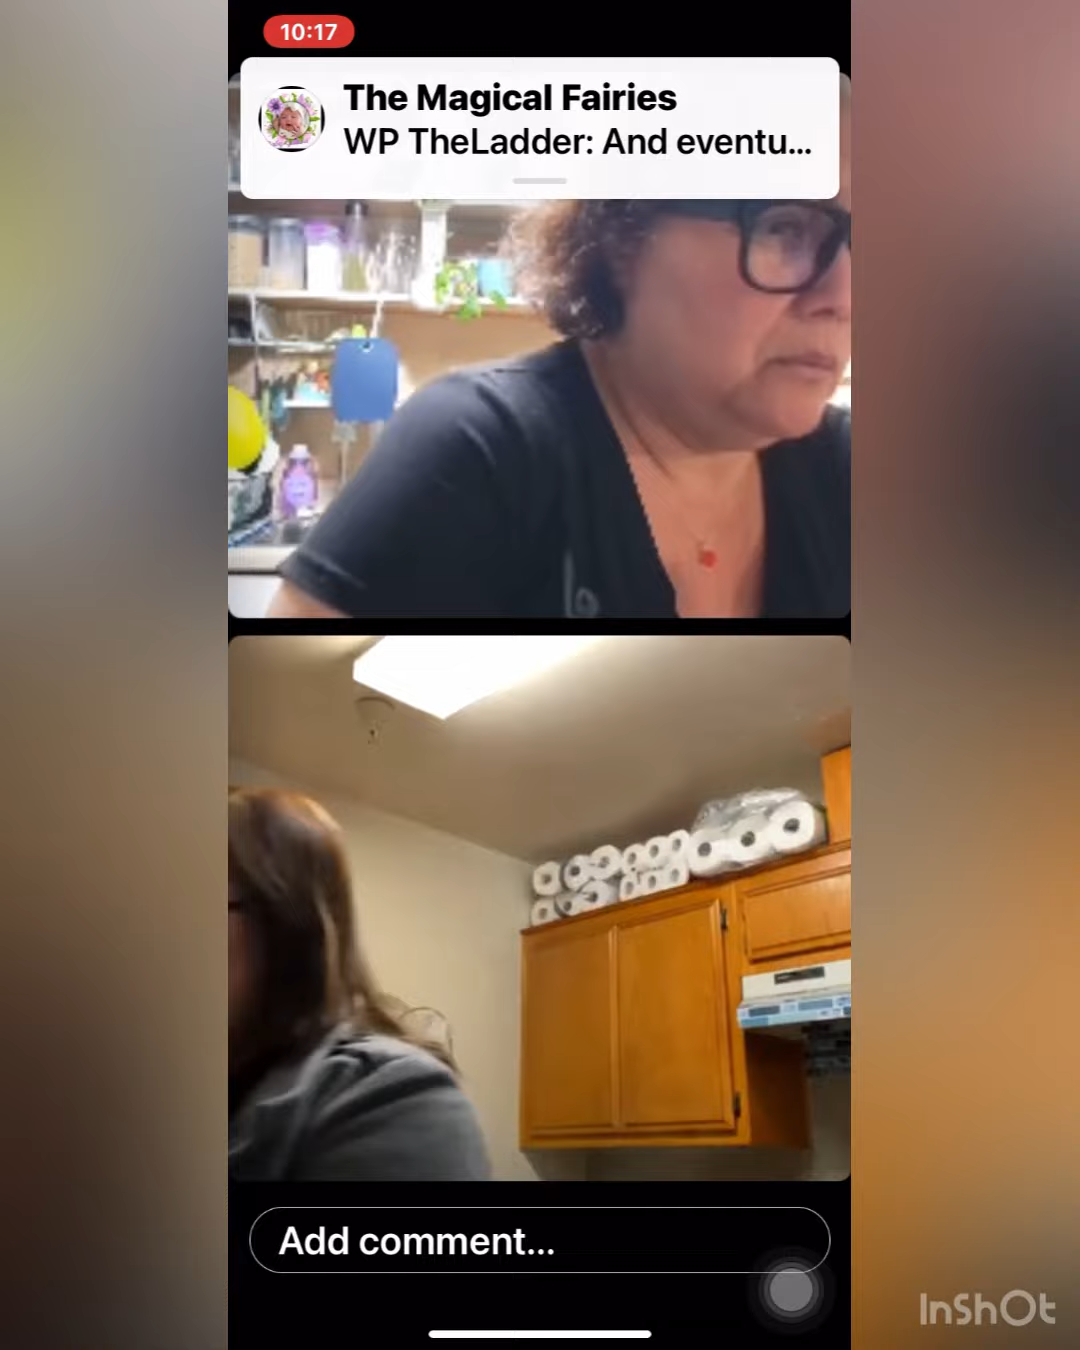 10:17
The Magical Fairies
WP TheLadder: And eventu...
Add comment...
InShOt